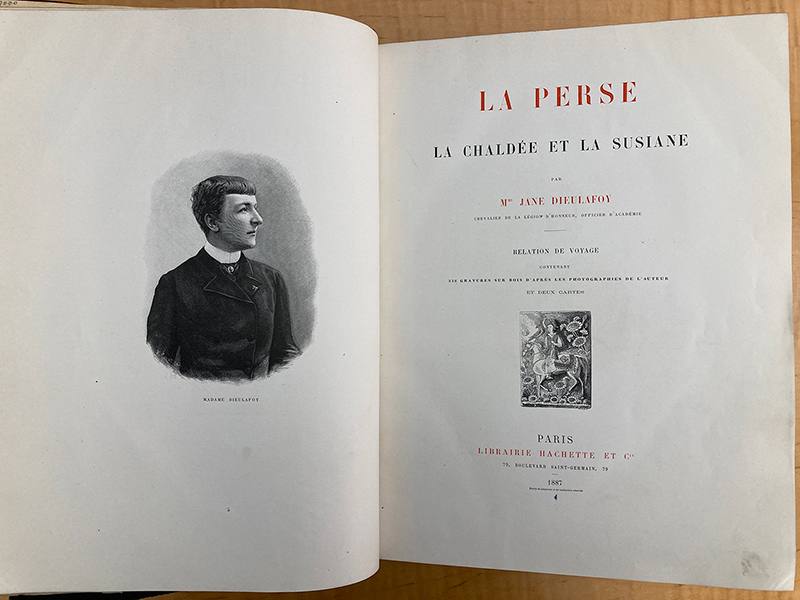 MADAME DIEULAFOY
LA PERSE
LA CHALDÉE ET LA SUSIANE
PAR
Mme JANE DIEULAFOY
CHEVALIER DE LA LÉGION D'HONNEUR, OFFICIER D'ACADÉMIE
RELATION DE VOYAGE
CONTENANT
GRAVURES SUR BOIS D'APRÈS LES PHOTOGRAPHIES DE L'AUTEUR
ET DEUX CARTES
PARIS
LIBRAIRIE HACHETTE ET Cie
79, BOULEVARD SAINT-GERMAIN, 79
1887